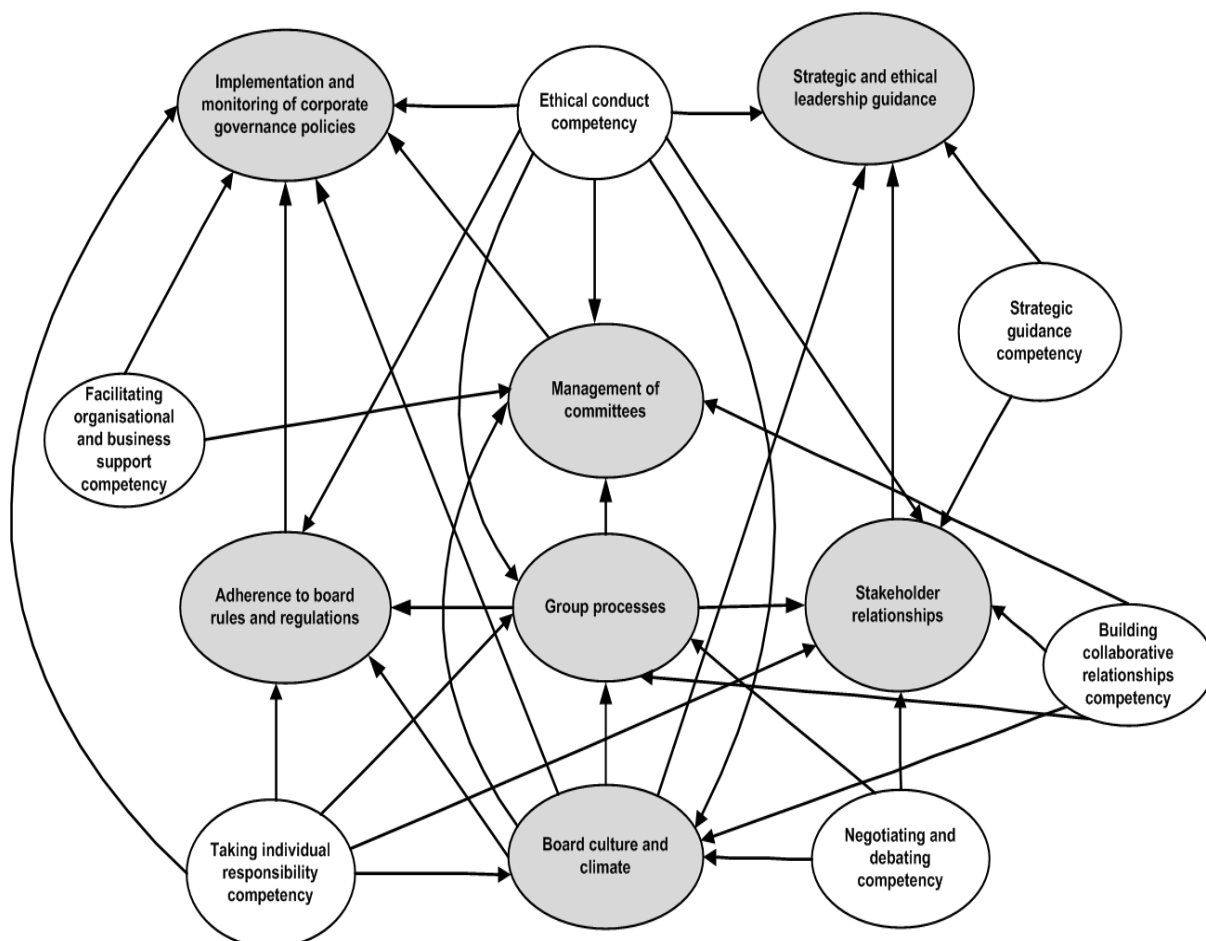 Implementation and
monitoring of corporate
governance policies
Ethical conduct
competency
Strategic and ethical
leadership guidance
Strategic
guidance
competency
Management of
committees
Facilitating
organisational
and business
support
competency
Adherence to board
rules and regulations
Group processes
Stakeholder
relationships
Building
collaborative
relationships
competency
Taking individual
responsibility
competency
Board culture and
climate
Negotiating and
debating
competency